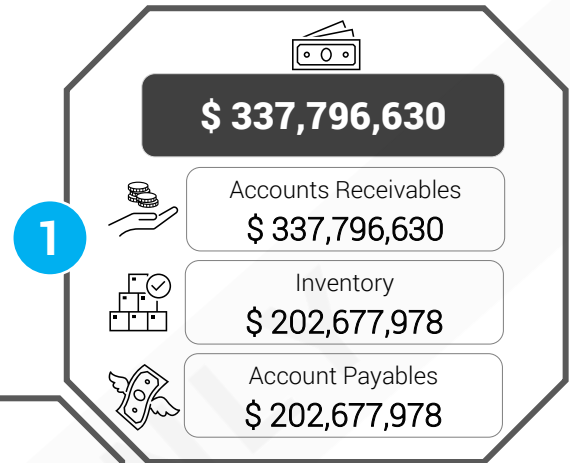 $ 337,796,630
1
Accounts Receivables
$ 337,796,630
Inventory
$ 202,677,978
Account Payables
$ 202,677,978